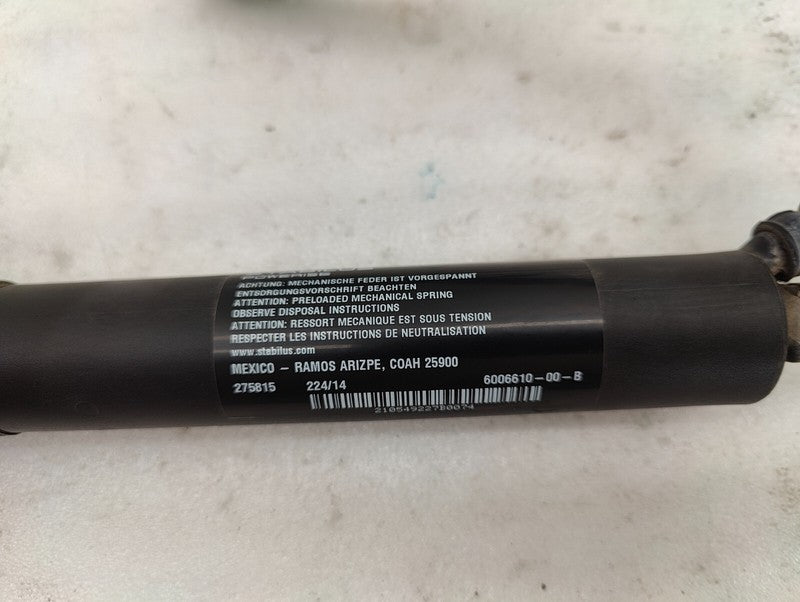 POWERISE
ACHTUNG: MECHANISCHE FEDER IST VORGESPANNT
ENTSORGUNGSVORSCHRIFT BEACHTEN
ATTENTION: PRELOADED MECHANICAL SPRING
OBSERVE DISPOSAL INSTRUCTIONS
ATTENTION: RESSORT MECANIQUE EST SOUS TENSION
RESPECTER LES INSTRUCTIONS DE NEUTRALISATION
www.stabilus.com
MEXICO - RAMOS ARIZPE, COAH 25900
275815 224/14 6006610-00-B
210549227B0074